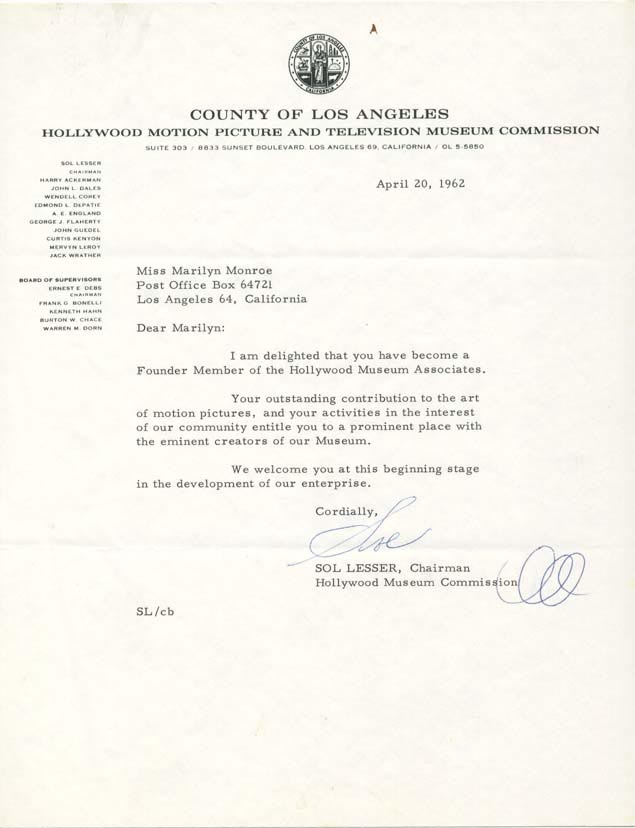 COUNTY OF LOS ANGELES
CALIFORNIA
COUNTY OF LOS ANGELES
HOLLYWOOD MOTION PICTURE AND TELEVISION MUSEUM COMMISSION
SUITE 303 / 8833 SUNSET BOULEVARD, LOS ANGELES 69, CALIFORNIA / OL 5-5850
SOL LESSER
CHAIRMAN
HARRY ACKERMAN
JOHN L. DALES
WENDELL COREY
EDMOND L. DEPATIE
A. E. ENGLAND
GEORGE J. FLAHERTY
JOHN GUEDEL
CURTIS KENYON
MERVYN LEROY
JACK WRATHER
BOARD OF SUPERVISORS
ERNEST E. DEBS
CHAIRMAN
FRANK G. BONELLI
KENNETH HAHN
BURTON W. CHACE
WARREN M. DORN
April 20, 1962
Miss Marilyn Monroe
Post Office Box 64721
Los Angeles 64, California
Dear Marilyn:
I am delighted that you have become a
Founder Member of the Hollywood Museum Associates.
Your outstanding contribution to the art
of motion pictures, and your activities in the interest
of our community entitle you to a prominent place with
the eminent creators of our Museum.
We welcome you at this beginning stage
in the development of our enterprise.
Cordially,
SOL LESSER, Chairman
Hollywood Museum Commission
SL/cb